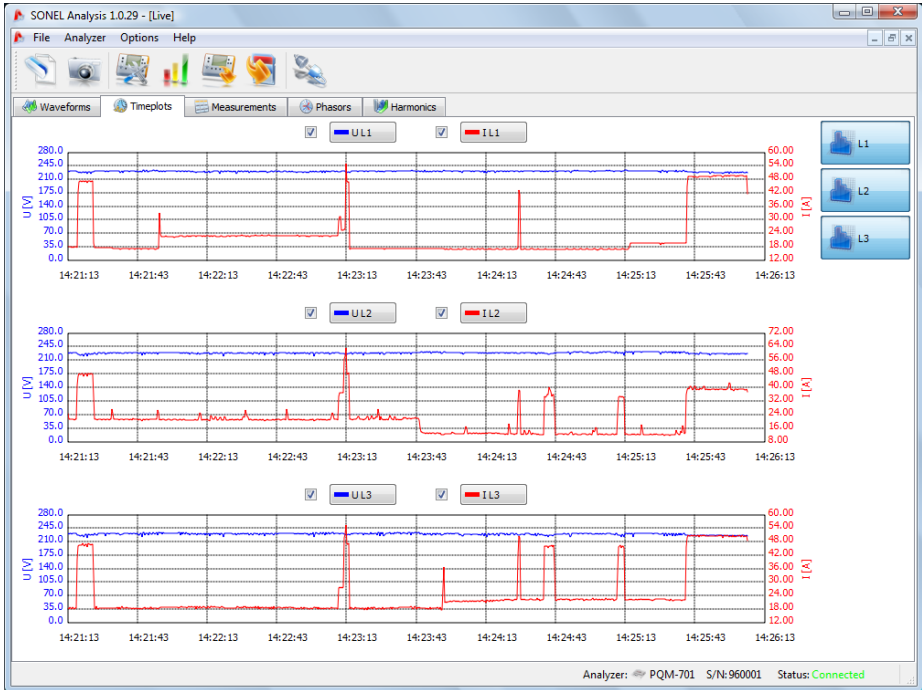 SONEL Analysis 1.0.29 - [Live]
File Analyzer Options Help
Waveforms Timeplots Measurements Phasors Harmonics
U L1 I L1
L1
L2
L3
U [V]
280.0
245.0
210.0
175.0
140.0
105.0
70.0
35.0
0.0
60.00
54.00
48.00
42.00
36.00
30.00
24.00
18.00
12.00
I [A]
14:21:13 14:21:43 14:22:13 14:22:43 14:23:13 14:23:43 14:24:13 14:24:43 14:25:13 14:25:43 14:26:13
U L2 I L2
U [V]
280.0
245.0
210.0
175.0
140.0
105.0
70.0
35.0
0.0
72.00
64.00
56.00
48.00
40.00
32.00
24.00
16.00
8.00
I [A]
14:21:13 14:21:43 14:22:13 14:22:43 14:23:13 14:23:43 14:24:13 14:24:43 14:25:13 14:25:43 14:26:13
U L3 I L3
U [V]
280.0
245.0
210.0
175.0
140.0
105.0
70.0
35.0
0.0
60.00
54.00
48.00
42.00
36.00
30.00
24.00
18.00
12.00
I [A]
14:21:13 14:21:43 14:22:13 14:22:43 14:23:13 14:23:43 14:24:13 14:24:43 14:25:13 14:25:43 14:26:13
Analyzer: PQM-701 S/N:960001 Status: Connected